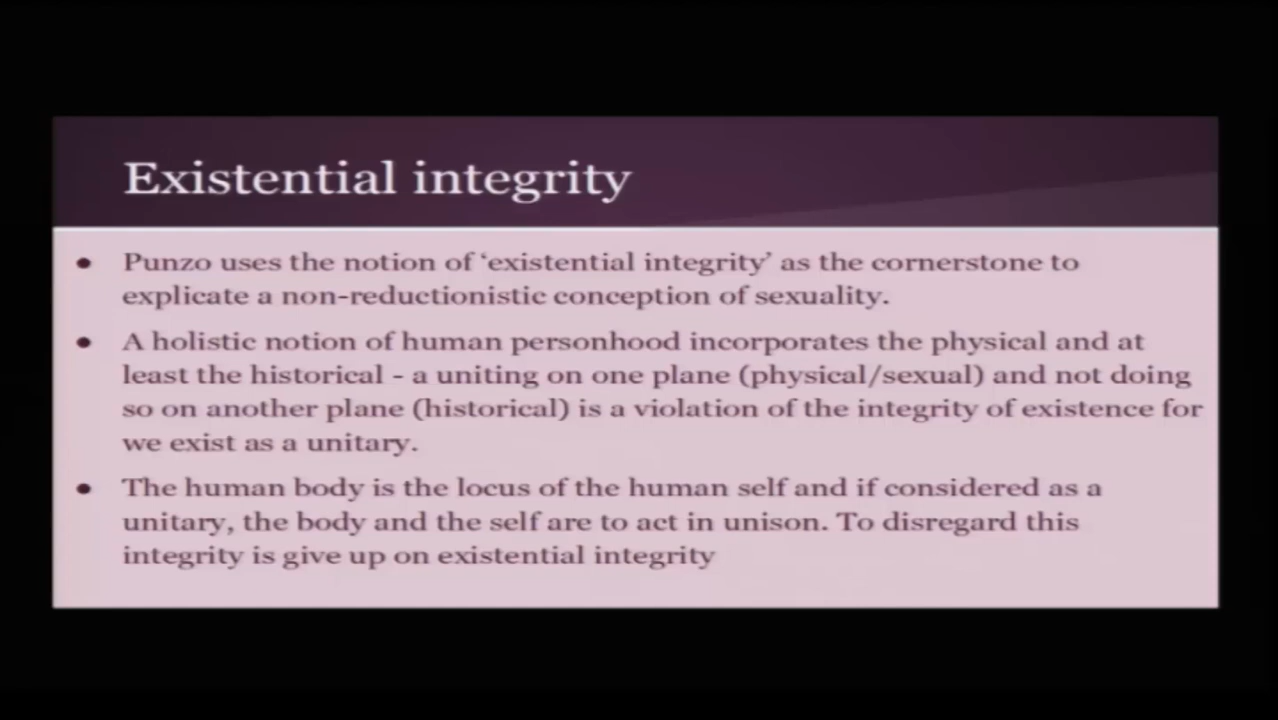 Existential integrity
• Punzo uses the notion of ‘existential integrity’ as the cornerstone to
explicate a non-reductionistic conception of sexuality.
• A holistic notion of human personhood incorporates the physical and at
least the historical - a uniting on one plane (physical/sexual) and not doing
so on another plane (historical) is a violation of the integrity of existence for
we exist as a unitary.
• The human body is the locus of the human self and if considered as a
unitary, the body and the self are to act in unison. To disregard this
integrity is give up on existential integrity